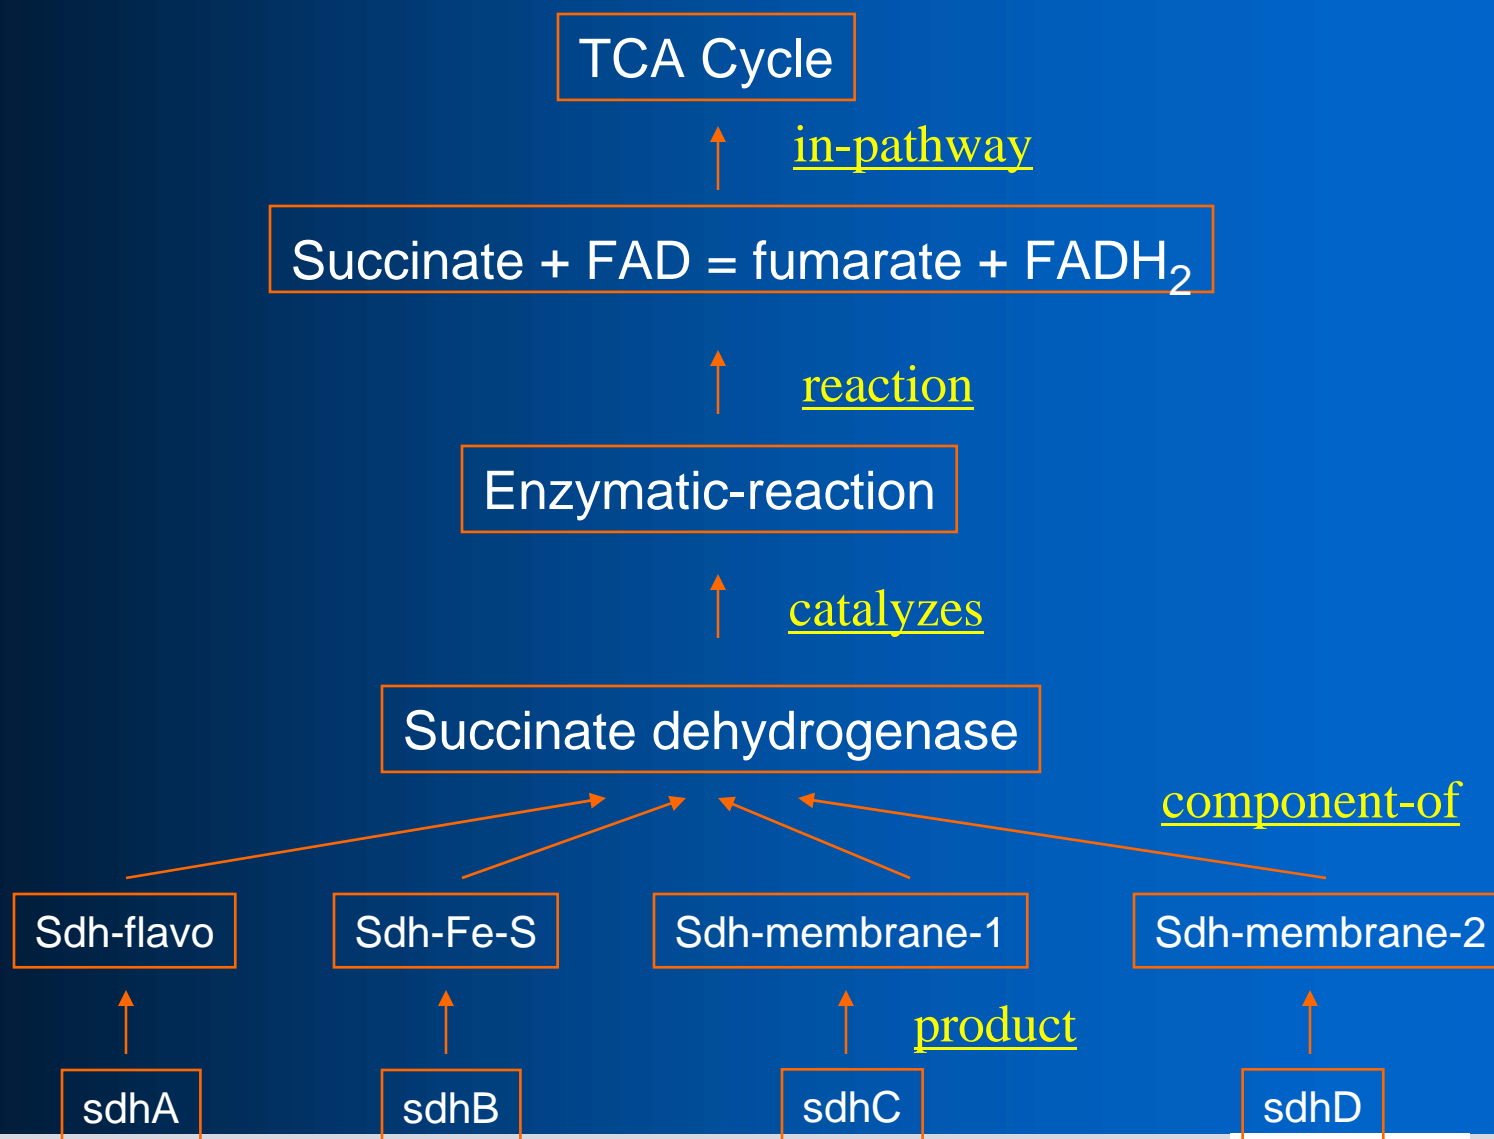 TCA Cycle
in-pathway
Succinate + FAD = fumarate + FADH₂
reaction
Enzymatic-reaction
catalyzes
Succinate dehydrogenase
component-of
Sdh-flavo
Sdh-Fe-S
Sdh-membrane-1
Sdh-membrane-2
product
sdhA
sdhB
sdhC
sdhD